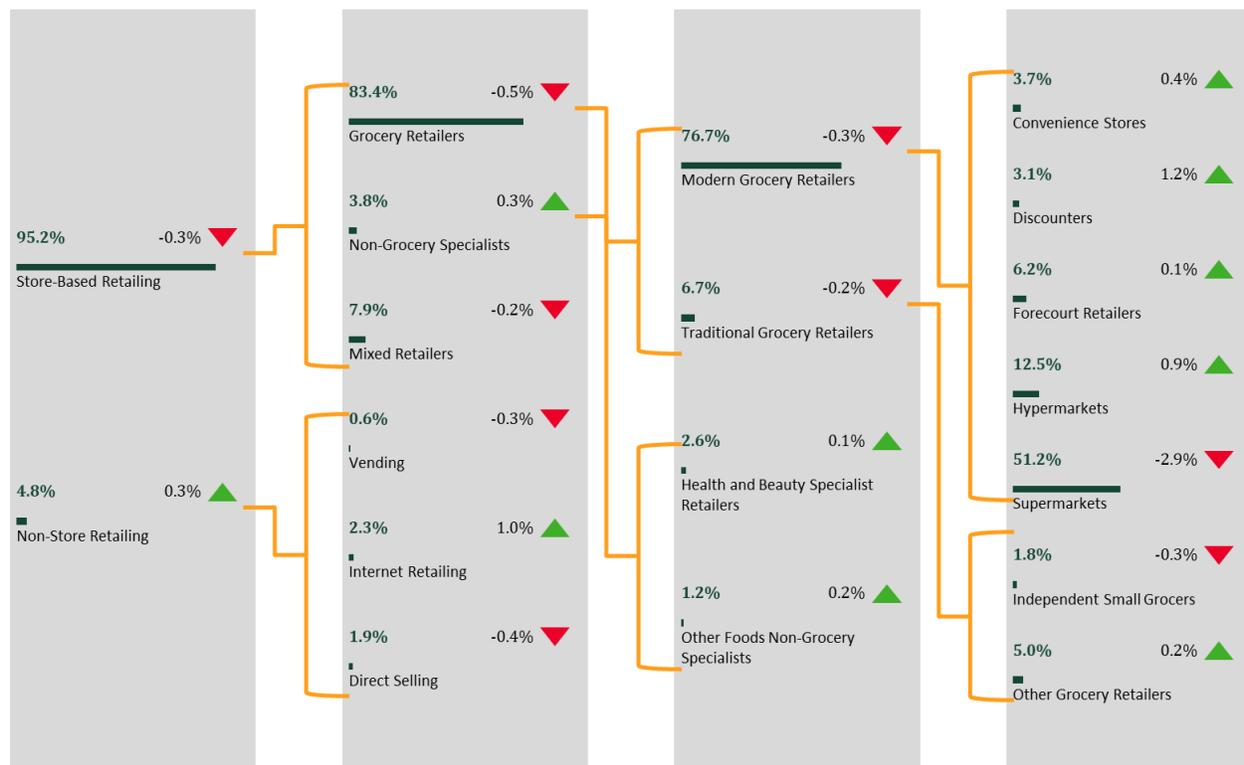 95.2% -0.3%
Store-Based Retailing
4.8% 0.3%
Non-Store Retailing
83.4% -0.5%
Grocery Retailers
3.8% 0.3%
Non-Grocery Specialists
7.9% -0.2%
Mixed Retailers
0.6% -0.3%
Vending
2.3% 1.0%
Internet Retailing
1.9% -0.4%
Direct Selling
76.7% -0.3%
Modern Grocery Retailers
6.7% -0.2%
Traditional Grocery Retailers
2.6% 0.1%
Health and Beauty Specialist
Retailers
1.2% 0.2%
Other Foods Non-Grocery
Specialists
3.7% 0.4%
Convenience Stores
3.1% 1.2%
Discounters
6.2% 0.1%
Forecourt Retailers
12.5% 0.9%
Hypermarkets
51.2% -2.9%
Supermarkets
1.8% -0.3%
Independent Small Grocers
5.0% 0.2%
Other Grocery Retailers